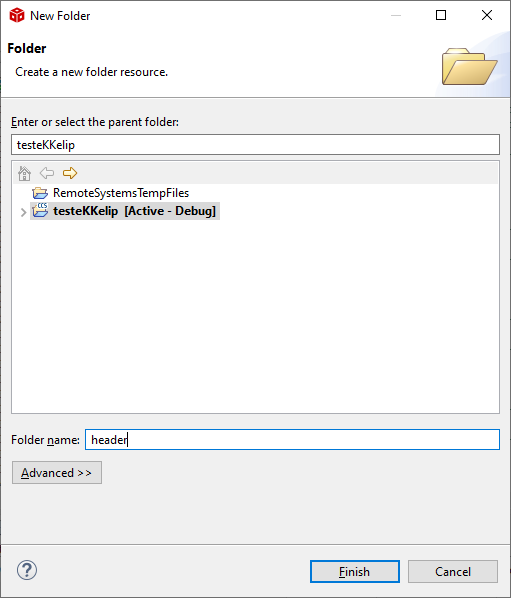 New Folder
Folder
Create a new folder resource.
Enter or select the parent folder:
testeKKelip
RemoteSystemsTempFiles
CCS
testeKKelip [Active - Debug]
Folder name: header
Advanced >>
? Finish Cancel